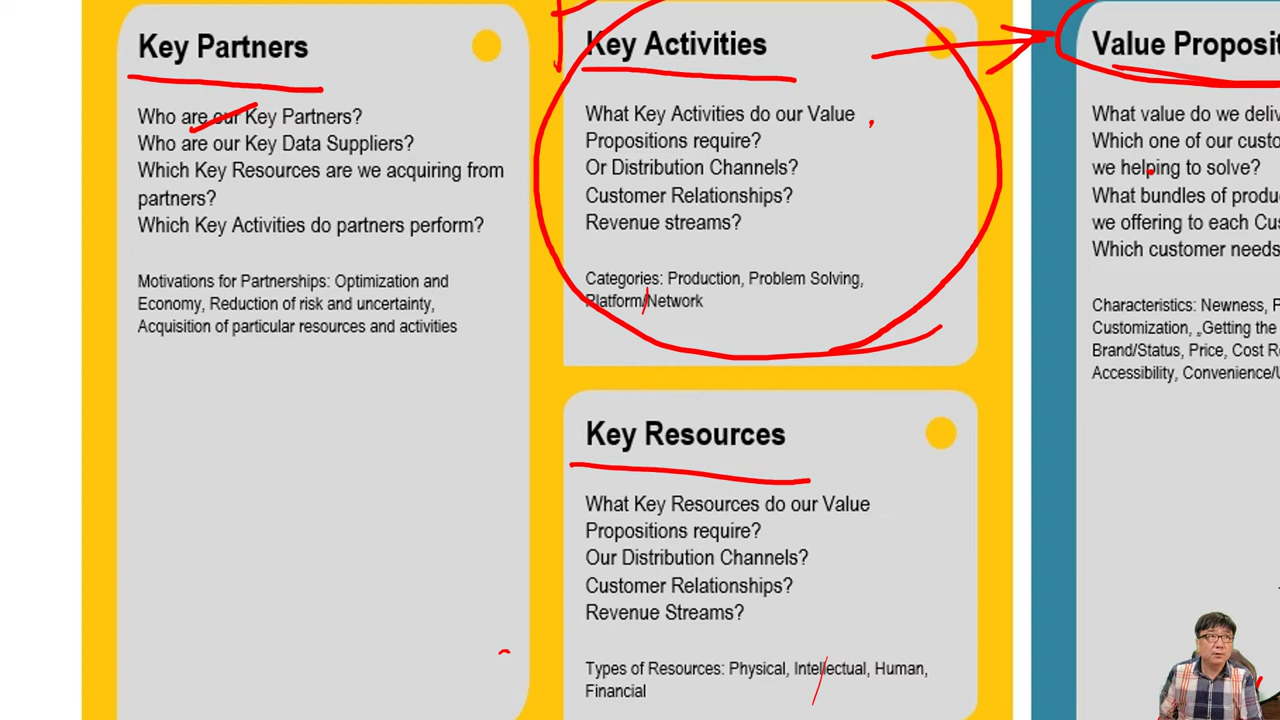 Key Partners
Who are our Key Partners?
Who are our Key Data Suppliers?
Which Key Resources are we acquiring from
partners?
Which Key Activities do partners perform?
Motivations for Partnerships: Optimization and
Economy, Reduction of risk and uncertainty,
Acquisition of particular resources and activities
Key Activities
What Key Activities do our Value
Propositions require?
Or Distribution Channels?
Customer Relationships?
Revenue streams?
Categories: Production, Problem Solving,
Platform/Network
Key Resources
What Key Resources do our Value
Propositions require?
Our Distribution Channels?
Customer Relationships?
Revenue Streams?
Types of Resources: Physical, Intellectual, Human,
Financial
Value Proposit
What value do we deliv
Which one of our custo
we helping to solve?
What bundles of produ
we offering to each Cus
Which customer needs
Characteristics: Newness, P
Customization, „Getting the
Brand/Status, Price, Cost Re
Accessibility, Convenience/U